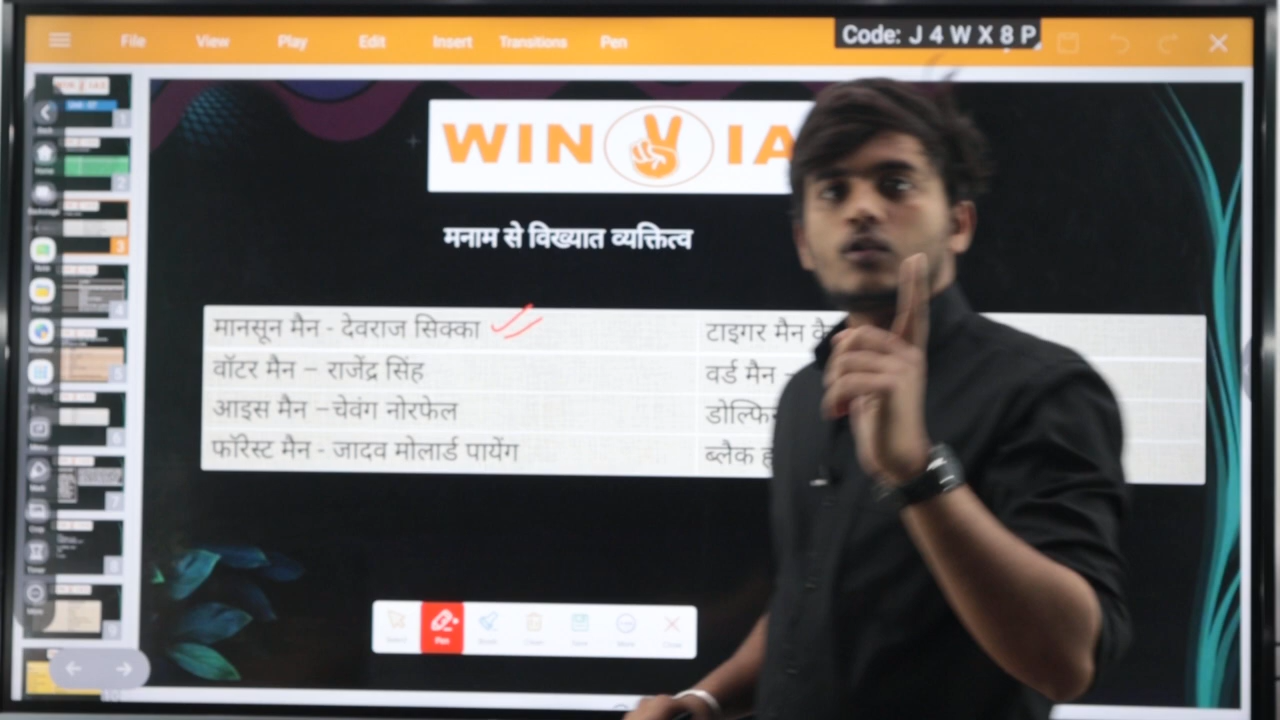 Code: J 4 W X 8 P
File View Play Edit Insert Transitions Pen
WIN IA
मनाम से विख्यात व्यक्तित्व
मानसून मैन - देवराज सिक्का
टाइगर मैन
वॉटर मैन – राजेंद्र सिंह
वर्ड मैन –
आइस मैन –चेवंग नोरफेल
फॉरेस्ट मैन - जादव मोलार्ड पायेंग
ब्लैक
Pen